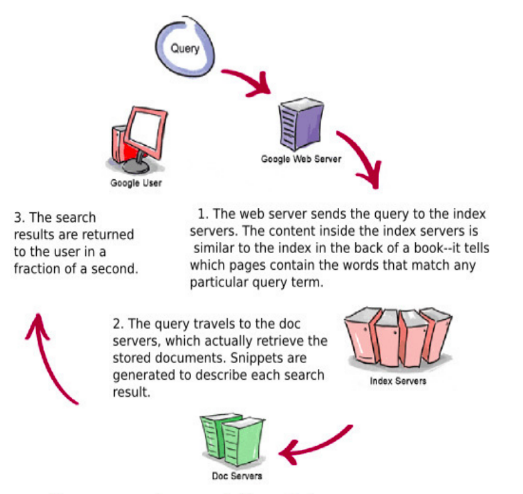 Query
Google Web Server
Google User
1. The web server sends the query to the index
servers. The content inside the index servers is
similar to the index in the back of a book--it tells
which pages contain the words that match any
particular query term.
Index Servers
2. The query travels to the doc
servers, which actually retrieve the
stored documents. Snippets are
generated to describe each search
result.
Doc Servers
3. The search
results are returned
to the user in a
fraction of a second.